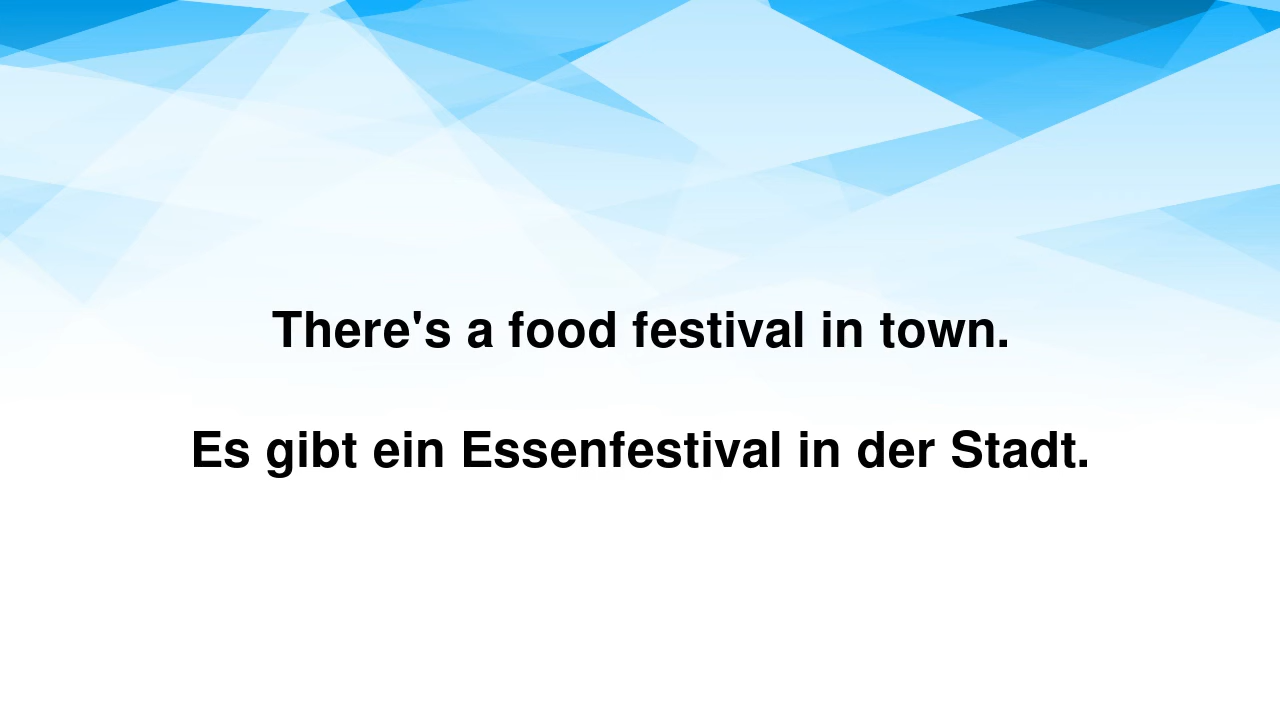 There's a food festival in town.
Es gibt ein Essenfestival in der Stadt.